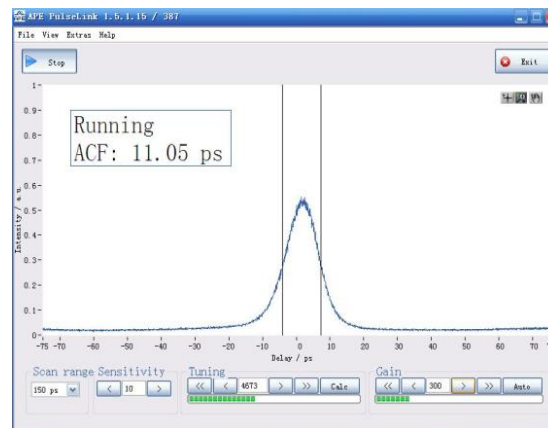 APE PulseLink 1.5.1.15 / 387
File View Extras Help
Stop
Exit
Running
ACF: 11.05 ps
1-
0.9-
0.8-
0.7-
0.6-
0.5-
0.4-
0.3-
0.2-
0.1-
0-
Intensity / a.u.
-75 -70 -60 -50 -40 -30 -20 -10 0 10 20 30 40 50 60 70
Delay / ps
Scan range Sensitivity Tuning Gain
150 ps < 10 > << < 4673 > >> Calc << < 300 > >> Auto